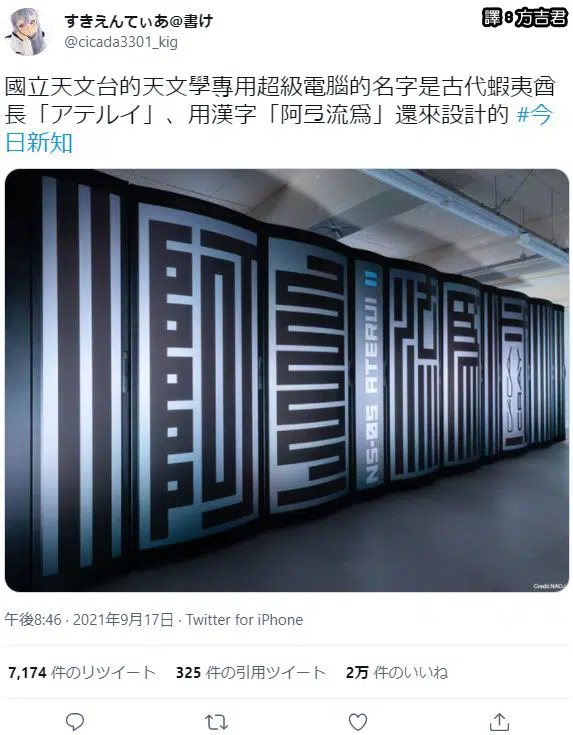 すきえんてぃあ@書け
譯:方吉君
@cicada3301_kig
國立天文台的天文學專用超級電腦的名字是古代蝦夷酋
長「アテルイ」、用漢字「阿弖流爲」還來設計的 #今
日新知
阿弖
NS-05 ATERUI II
流爲
Credit:NAOJ
午後8:46 · 2021年9月17日 · Twitter for iPhone
7,174 件のリツイート 325 件の引用ツイート 2万 件のいいね